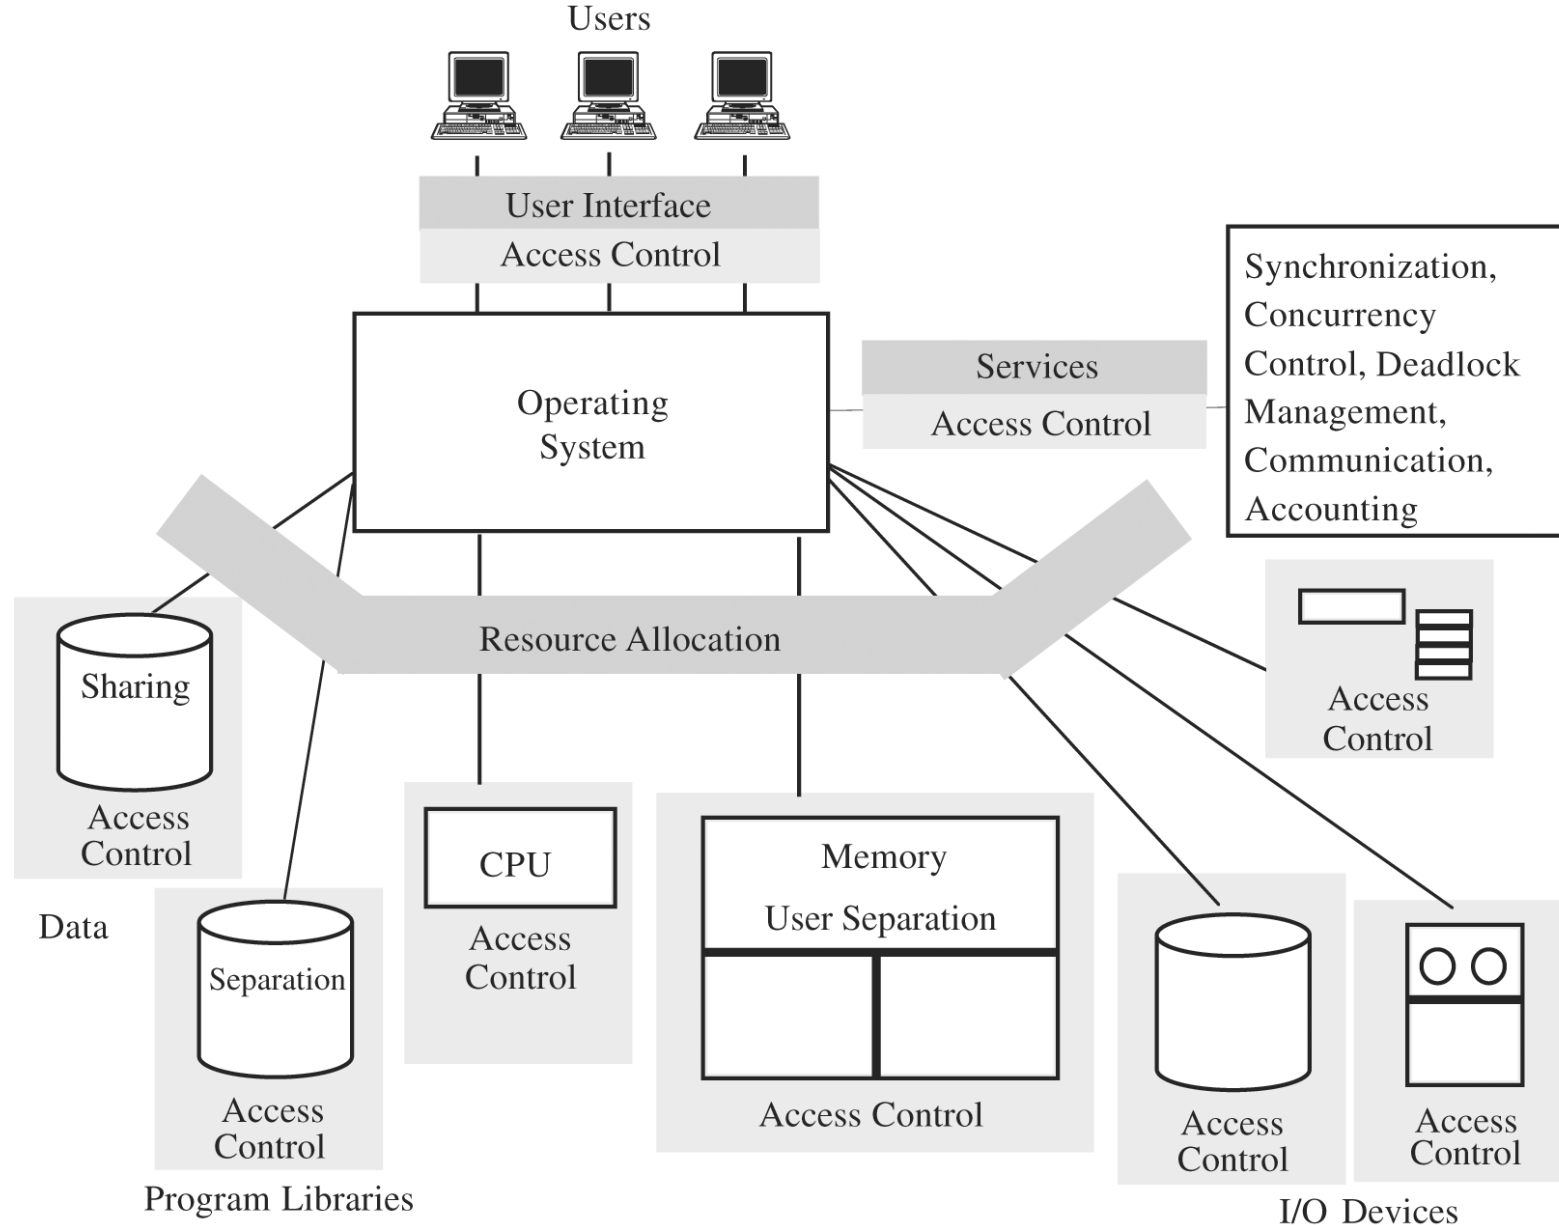 Users
User Interface
Access Control
Operating
System
Services
Access Control
Synchronization,
Concurrency
Control, Deadlock
Management,
Communication,
Accounting
Resource Allocation
Sharing
Access
Control
Data
Separation
Access
Control
Program Libraries
CPU
Access
Control
Memory
User Separation
Access Control
Access
Control
Access
Control
Access
Control
I/O Devices